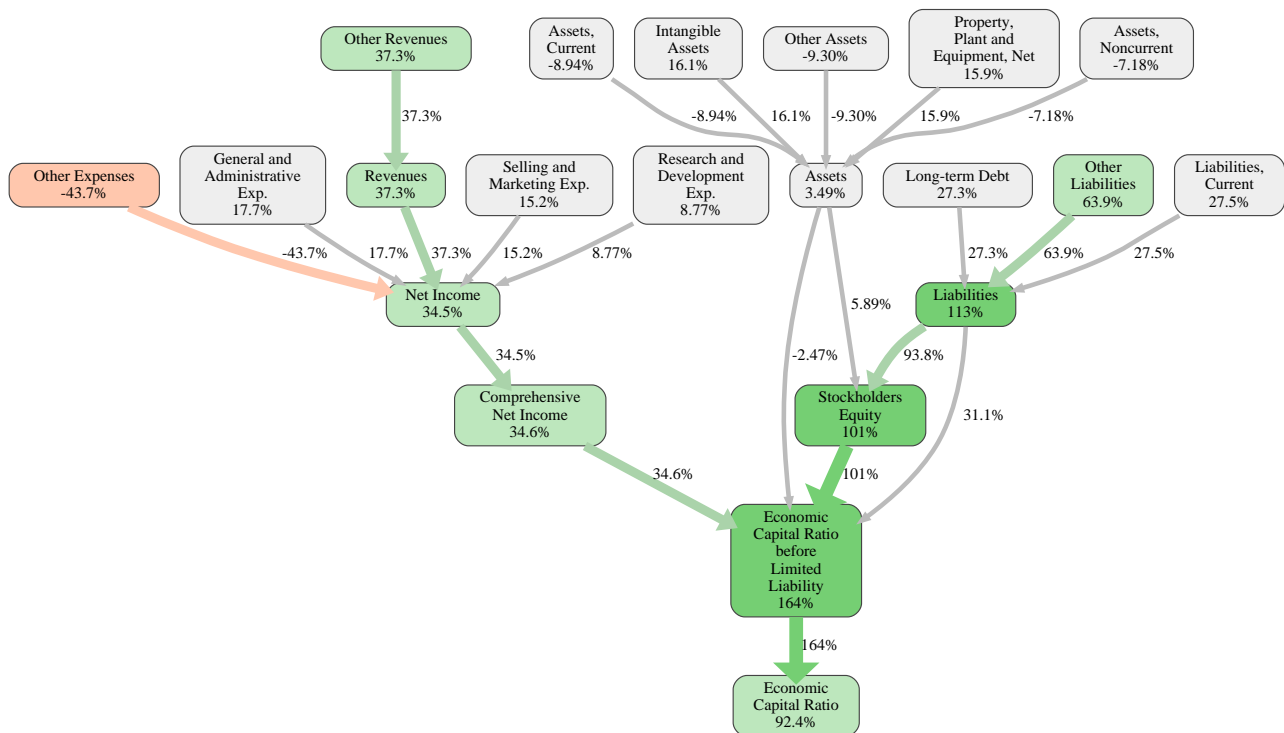 Other Revenues
37.3%
Assets,
Current
-8.94%
Intangible
Assets
16.1%
Other Assets
-9.30%
Property,
Plant and
Equipment, Net
15.9%
Assets,
Noncurrent
-7.18%
37.3%
-8.94%
16.1%
-9.30%
15.9%
-7.18%
Other Expenses
-43.7%
General and
Administrative
Exp.
17.7%
Revenues
37.3%
Selling and
Marketing Exp.
15.2%
Research and
Development
Exp.
8.77%
Assets
3.49%
Long-term Debt
27.3%
Other
Liabilities
63.9%
Liabilities,
Current
27.5%
-43.7%
17.7%
37.3%
15.2%
8.77%
27.3%
63.9%
27.5%
Net Income
34.5%
5.89%
Liabilities
113%
34.5%
-2.47%
93.8%
Comprehensive
Net Income
34.6%
Stockholders
Equity
101%
31.1%
34.6%
101%
Economic
Capital Ratio
before
Limited
Liability
164%
164%
Economic
Capital Ratio
92.4%